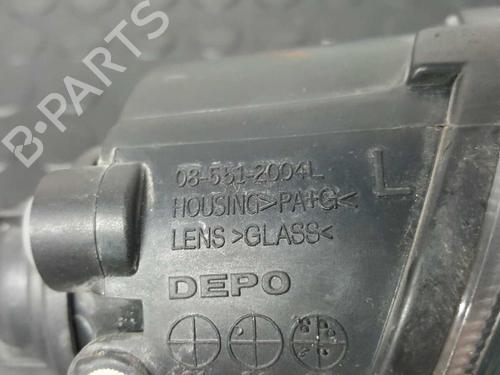 B-PARTS
08-551-2004L
L
HOUSING>PA+G<
LENS>GLASS<
DEPO